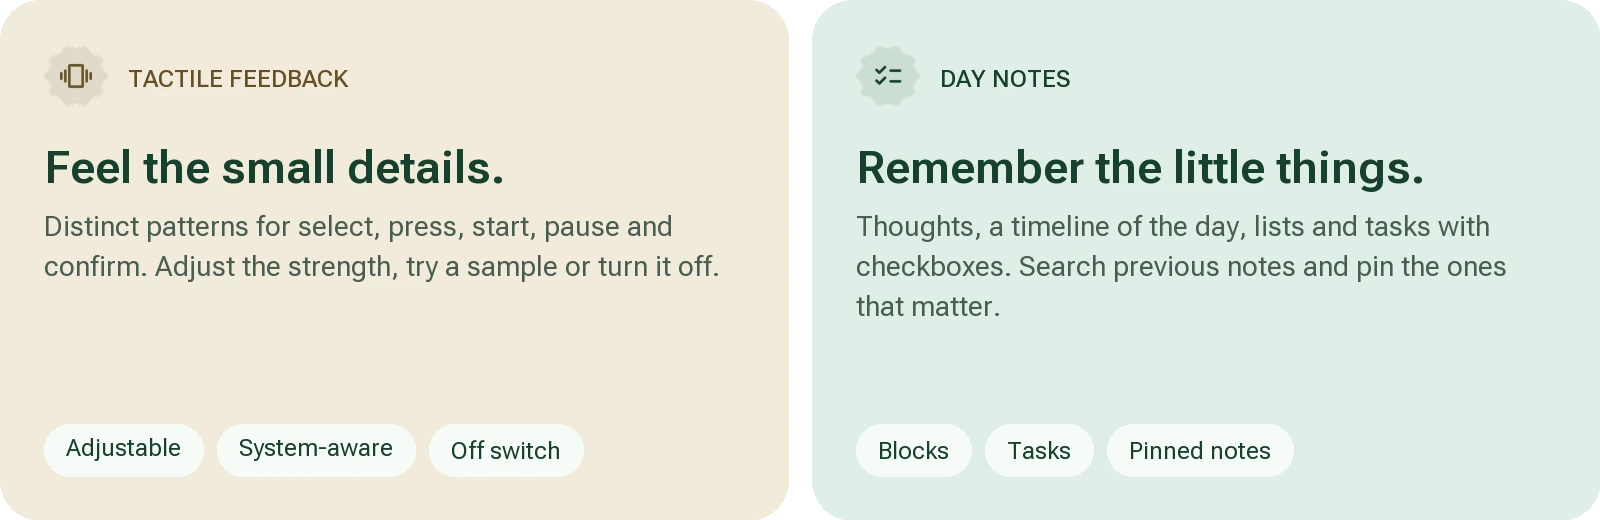 TACTILE FEEDBACK
Feel the small details.
Distinct patterns for select, press, start, pause and
confirm. Adjust the strength, try a sample or turn it off.
Adjustable
System-aware
Off switch
DAY NOTES
Remember the little things.
Thoughts, a timeline of the day, lists and tasks with
checkboxes. Search previous notes and pin the ones
that matter.
Blocks
Tasks
Pinned notes